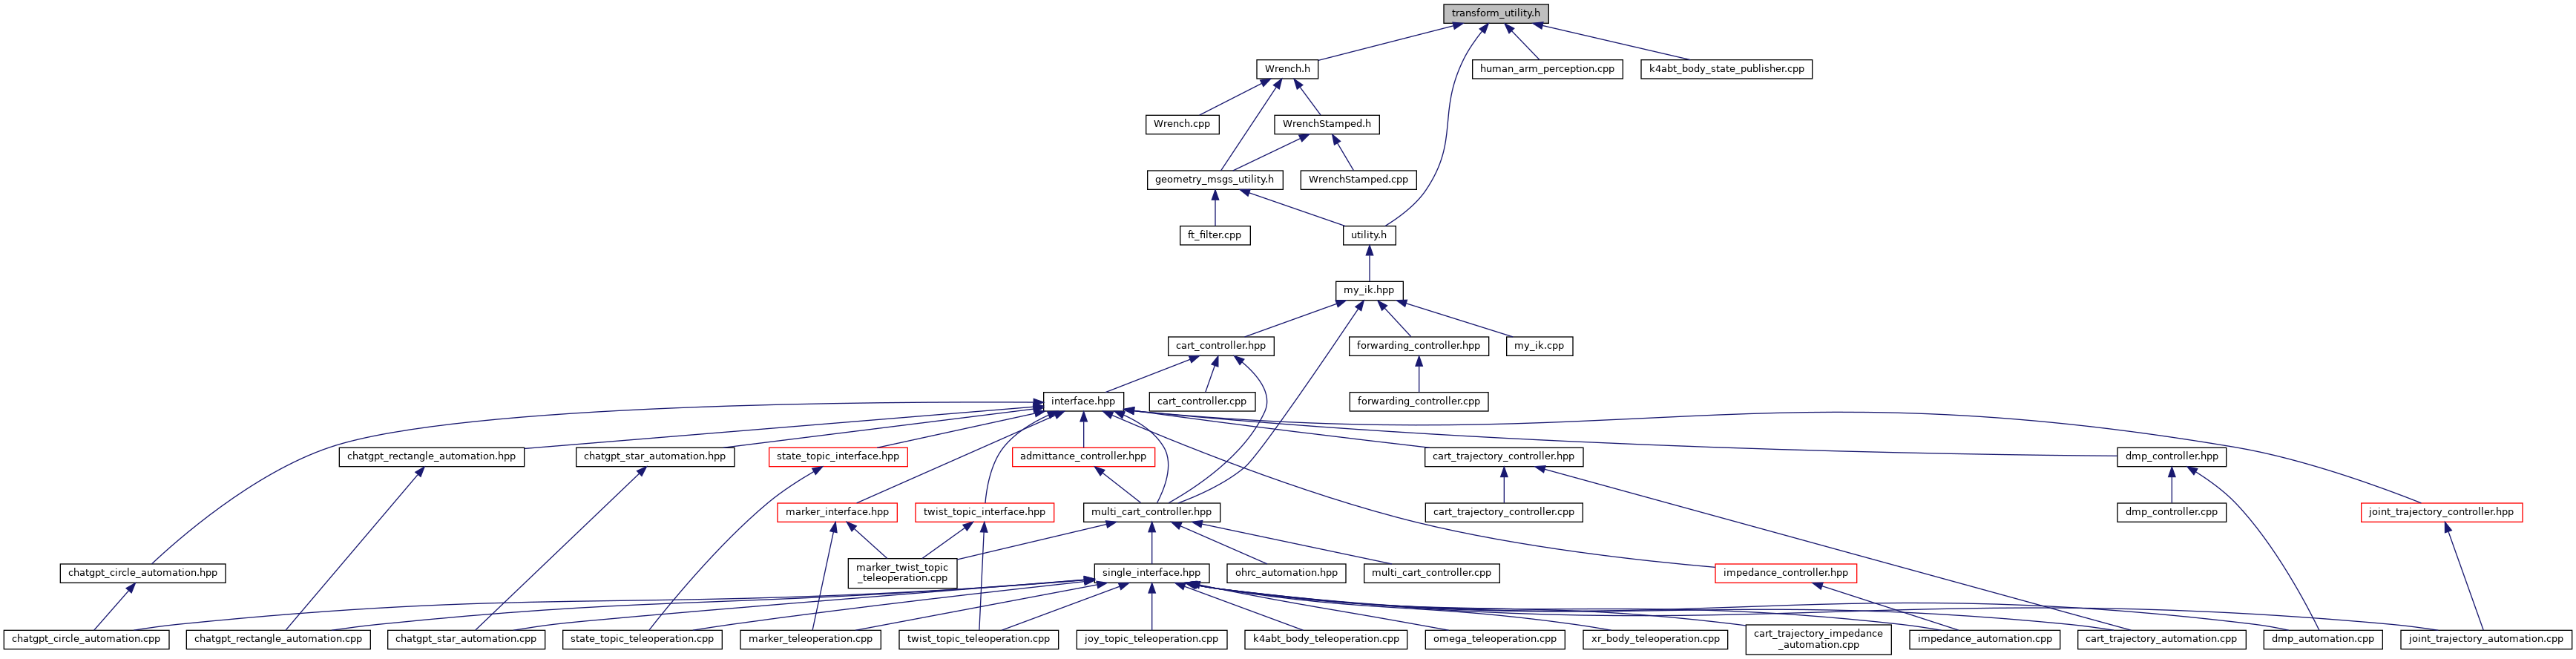 transform_utility.h
Wrench.h
human_arm_perception.cpp
k4abt_body_state_publisher.cpp
Wrench.cpp
WrenchStamped.h
geometry_msgs_utility.h
WrenchStamped.cpp
ft_filter.cpp
utility.h
my_ik.hpp
cart_controller.hpp
forwarding_controller.hpp
my_ik.cpp
interface.hpp
cart_controller.cpp
forwarding_controller.cpp
chatgpt_rectangle_automation.hpp
chatgpt_star_automation.hpp
state_topic_interface.hpp
admittance_controller.hpp
cart_trajectory_controller.hpp
dmp_controller.hpp
marker_interface.hpp
twist_topic_interface.hpp
multi_cart_controller.hpp
cart_trajectory_controller.cpp
dmp_controller.cpp
joint_trajectory_controller.hpp
chatgpt_circle_automation.hpp
marker_twist_topic
_teleoperation.cpp
single_interface.hpp
ohrc_automation.hpp
multi_cart_controller.cpp
impedance_controller.hpp
chatgpt_circle_automation.cpp
chatgpt_rectangle_automation.cpp
chatgpt_star_automation.cpp
state_topic_teleoperation.cpp
marker_teleoperation.cpp
twist_topic_teleoperation.cpp
joy_topic_teleoperation.cpp
k4abt_body_teleoperation.cpp
omega_teleoperation.cpp
xr_body_teleoperation.cpp
cart_trajectory_impedance
_automation.cpp
impedance_automation.cpp
cart_trajectory_automation.cpp
dmp_automation.cpp
joint_trajectory_automation.cpp